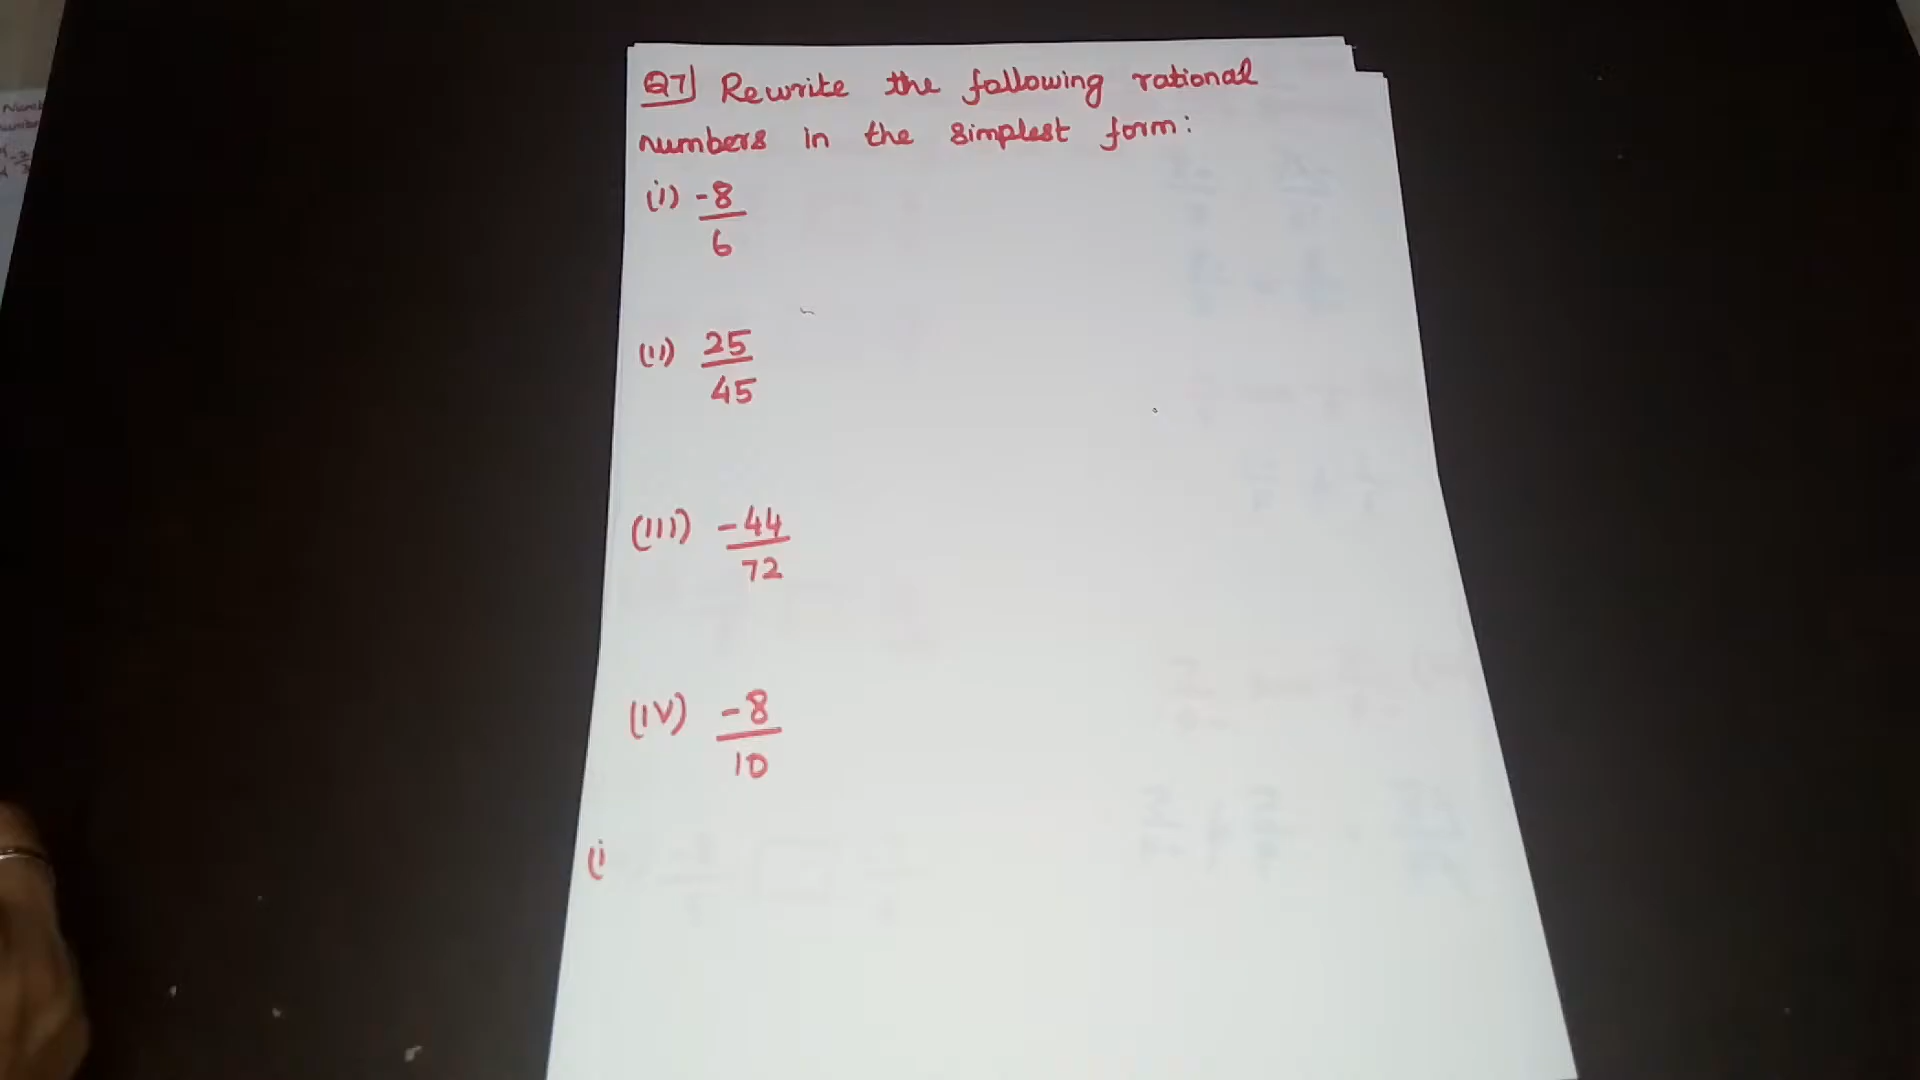 Q7] Rewrite the following rational
numbers in the simplest form:
(i) -8
6
(ii) 25
45
(iii) -44
72
(iv) -8
10
(i